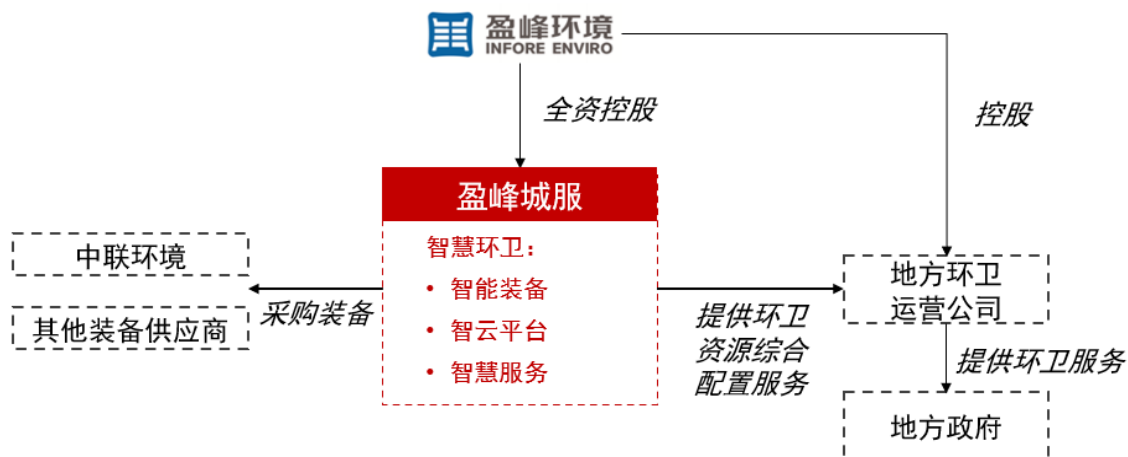 盈峰环境
INFORE ENVIRO
全资控股
控股
盈峰城服
智慧环卫：
• 智能装备
• 智云平台
• 智慧服务
中联环境
其他装备供应商
采购装备
提供环卫
资源综合
配置服务
地方环卫
运营公司
提供环卫服务
地方政府